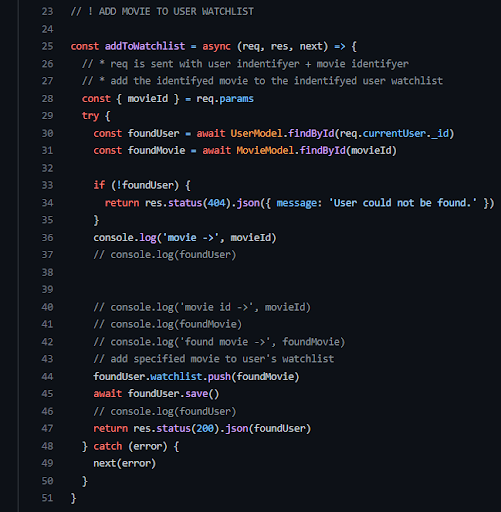 23 // ! ADD MOVIE TO USER WATCHLIST
24
25 const addToWatchlist = async (req, res, next) => {
26 // * req is sent with user indentifyer + movie identifyer
27 // * add the identifyed movie to the indentifyed user watchlist
28 const { movieId } = req.params
29 try {
30 const foundUser = await UserModel.findById(req.currentUser._id)
31 const foundMovie = await MovieModel.findById(movieId)
32
33 if (!foundUser) {
34 return res.status(404).json({ message: 'User could not be found.' })
35 }
36 console.log('movie ->', movieId)
37 // console.log(foundUser)
38
39
40 // console.log('movie id ->', movieId)
41 // console.log(foundMovie)
42 // console.log('found movie ->', foundMovie)
43 // add specified movie to user's watchlist
44 foundUser.watchlist.push(foundMovie)
45 await foundUser.save()
46 // console.log(foundUser)
47 return res.status(200).json(foundUser)
48 } catch (error) {
49 next(error)
50 }
51 }